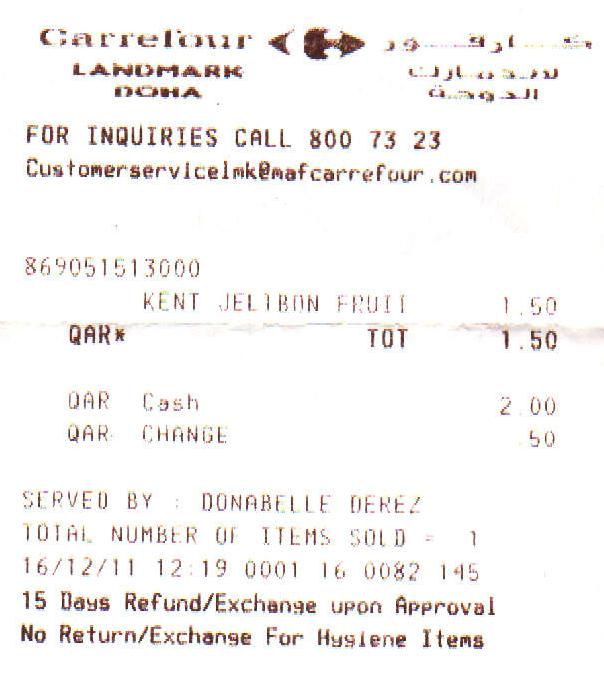 Carrefour كارفور
LANDMARK لاندمارك
DOHA الدوحة
FOR INQUIRIES CALL 800 73 23
Customerservicelmk@mafcarrefour.com
869051513000
KENT JELIBON FRUIT 1.50
QAR* TOT 1.50
QAR Cash 2.00
QAR CHANGE .50
SERVED BY : DONABELLE DEREZ
TOTAL NUMBER OF ITEMS SOLD = 1
16/12/11 12:19 0001 16 0082 145
15 Days Refund/Exchange upon Approval
No Return/Exchange For Hygiene Items